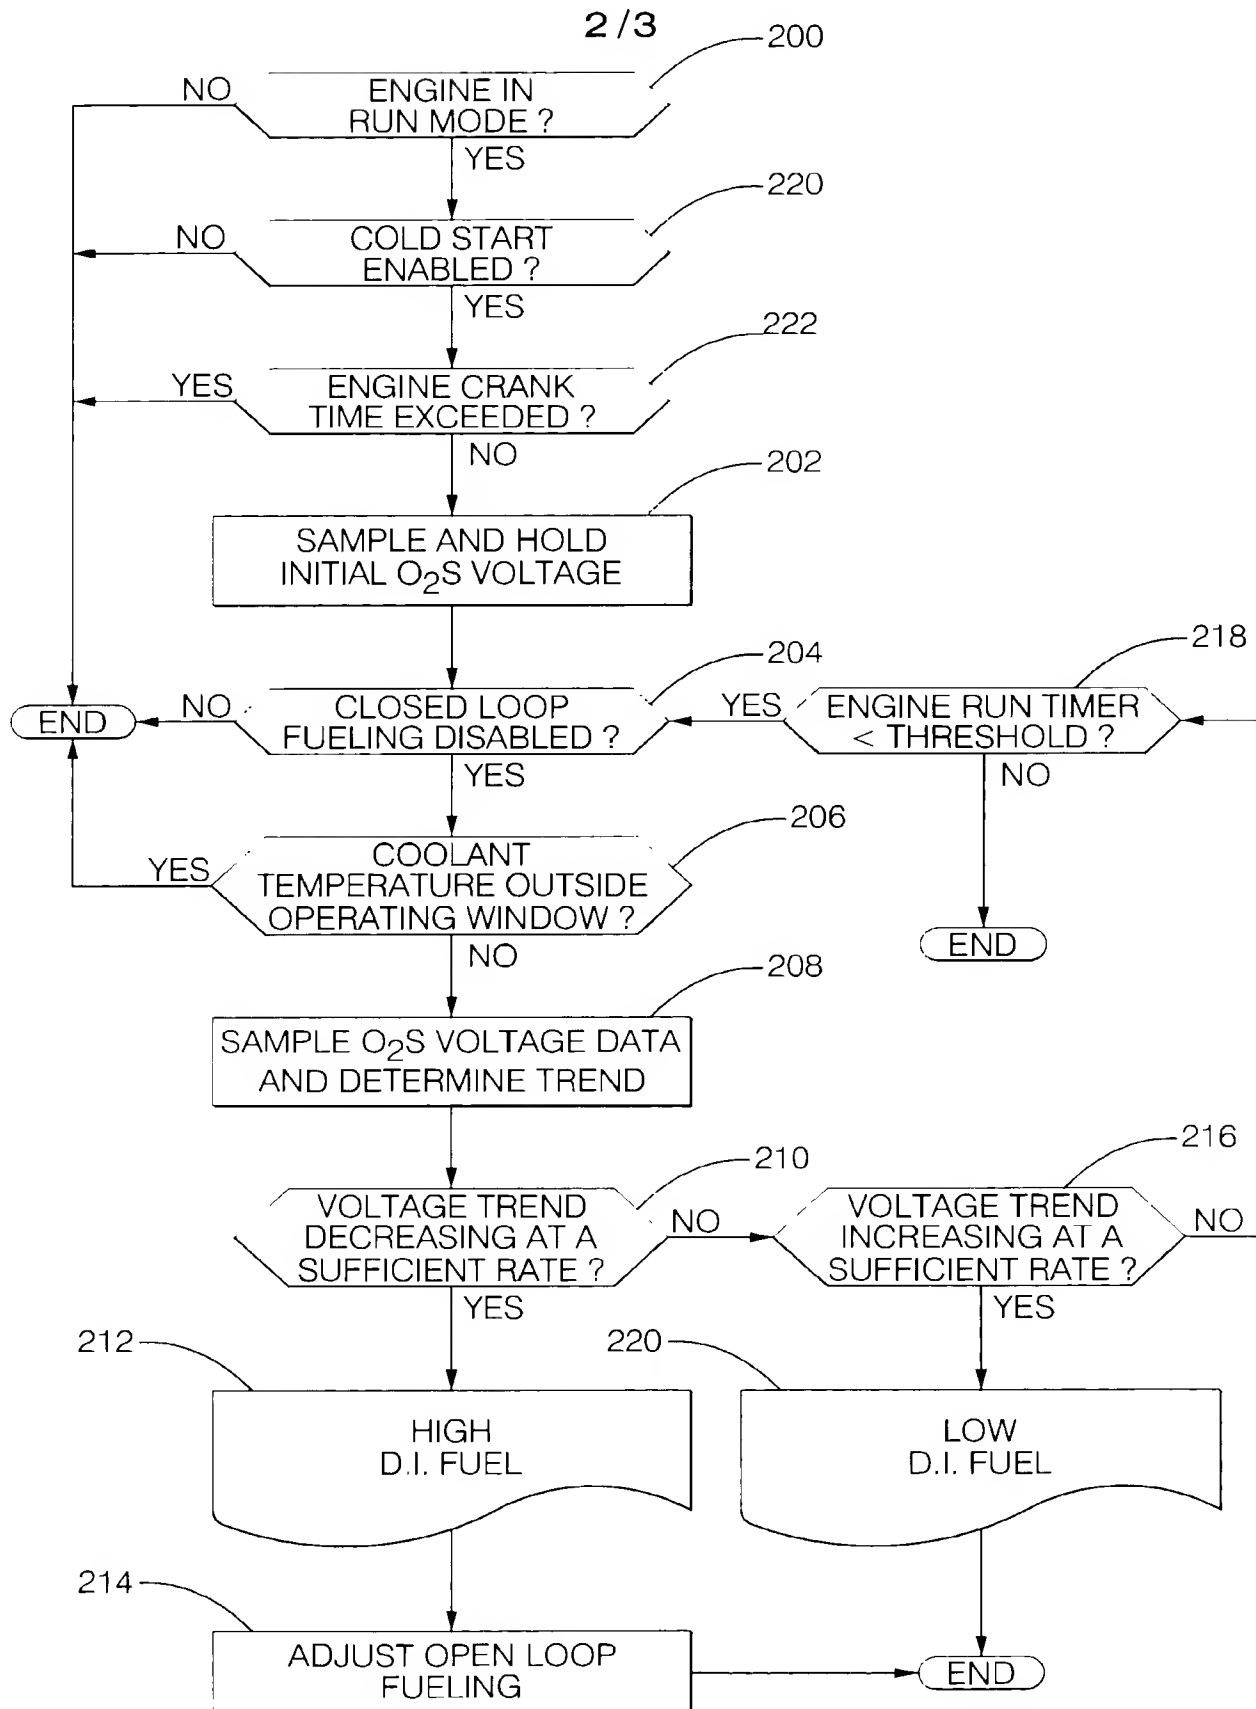 2/3
200
ENGINE IN
RUN MODE ?
NO
YES
220
COLD START
ENABLED ?
NO
YES
222
ENGINE CRANK
TIME EXCEEDED ?
YES
NO
202
SAMPLE AND HOLD
INITIAL O2S VOLTAGE
204
CLOSED LOOP
FUELING DISABLED ?
NO
YES
END
218
ENGINE RUN TIMER
< THRESHOLD ?
YES
NO
END
206
COOLANT
TEMPERATURE OUTSIDE
OPERATING WINDOW ?
YES
NO
208
SAMPLE O2S VOLTAGE DATA
AND DETERMINE TREND
210
VOLTAGE TREND
DECREASING AT A
SUFFICIENT RATE ?
NO
YES
216
VOLTAGE TREND
INCREASING AT A
SUFFICIENT RATE ?
NO
YES
212
HIGH
D.I. FUEL
220
LOW
D.I. FUEL
214
ADJUST OPEN LOOP
FUELING
END